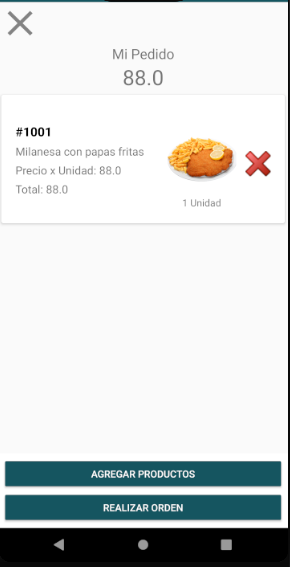 Mi Pedido
88.0
#1001
Milanesa con papas fritas
Precio x Unidad: 88.0
Total: 88.0
1 Unidad
AGREGAR PRODUCTOS
REALIZAR ORDEN